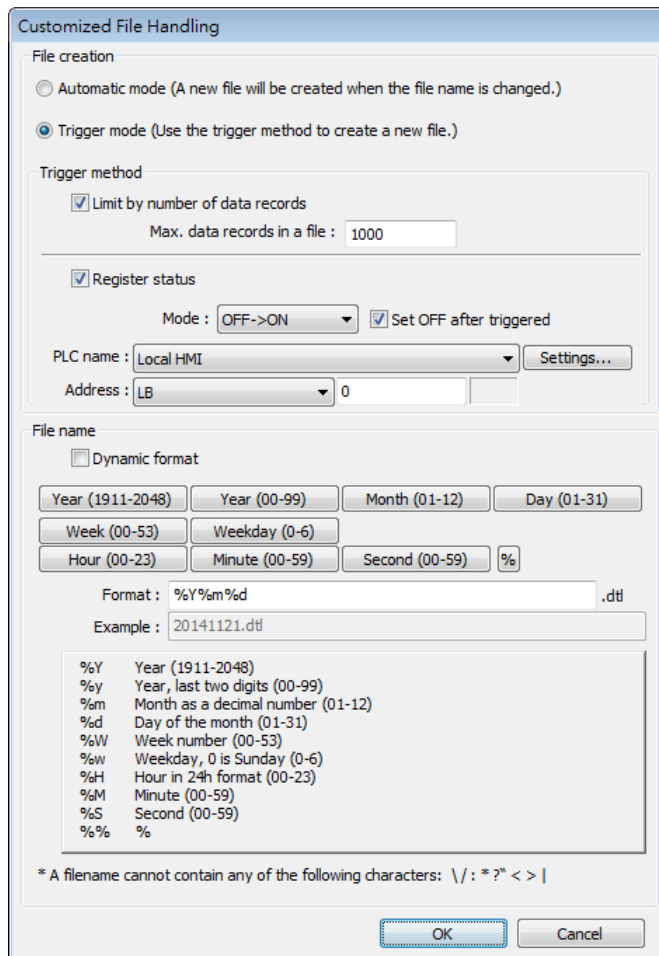 Customized File Handling
File creation
Automatic mode (A new file will be created when the file name is changed.)
Trigger mode (Use the trigger method to create a new file.)
Trigger method
Limit by number of data records
Max. data records in a file : 1000
Register status
Mode : OFF->ON Set OFF after triggered
PLC name : Local HMI Settings...
Address : LB 0
File name
Dynamic format
Year (1911-2048) Year (00-99) Month (01-12) Day (01-31)
Week (00-53) Weekday (0-6)
Hour (00-23) Minute (00-59) Second (00-59) %
Format : %Y%m%d .dtl
Example : 20141121.dtl
%Y Year (1911-2048)
%y Year, last two digits (00-99)
%m Month as a decimal number (01-12)
%d Day of the month (01-31)
%W Week number (00-53)
%w Weekday, 0 is Sunday (0-6)
%H Hour in 24h format (00-23)
%M Minute (00-59)
%S Second (00-59)
%% %
* A filename cannot contain any of the following characters: \ / : * ?" < > |
OK Cancel